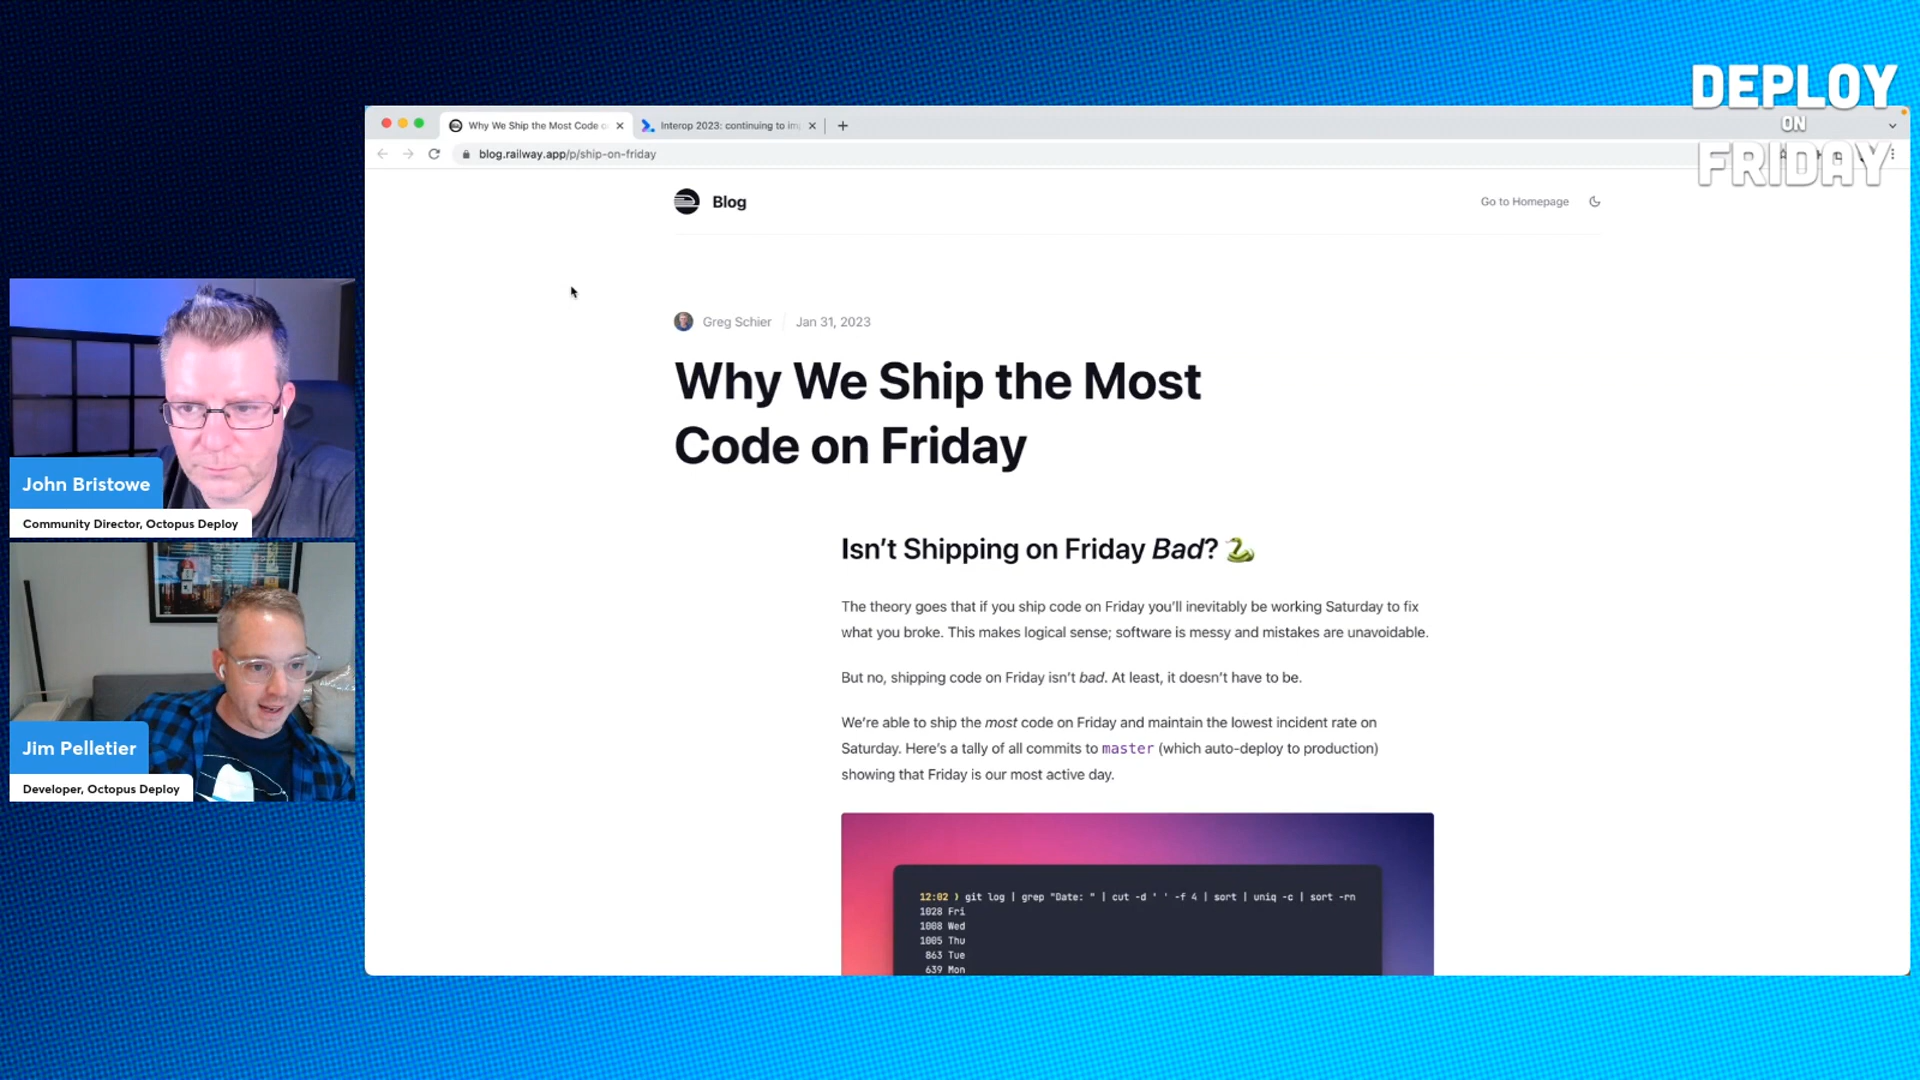 DEPLOY
ON
FRIDAY
Why We Ship the Most Code
Interop 2023: continuing to im
blog.railway.app/p/ship-on-friday
Blog
Go to Homepage
Greg Schier
Jan 31, 2023
Why We Ship the Most
Code on Friday
Isn’t Shipping on Friday Bad? 🐍
The theory goes that if you ship code on Friday you’ll inevitably be working Saturday to fix
what you broke. This makes logical sense; software is messy and mistakes are unavoidable.
But no, shipping code on Friday isn’t bad. At least, it doesn’t have to be.
We’re able to ship the most code on Friday and maintain the lowest incident rate on
Saturday. Here’s a tally of all commits to master (which auto-deploy to production)
showing that Friday is our most active day.
12:02 ❯ git log | grep "Date: " | cut -d ' ' -f 4 | sort | uniq -c | sort -rn
1028 Fri
1008 Wed
1005 Thu
863 Tue
639 Mon
John Bristowe
Community Director, Octopus Deploy
Jim Pelletier
Developer, Octopus Deploy